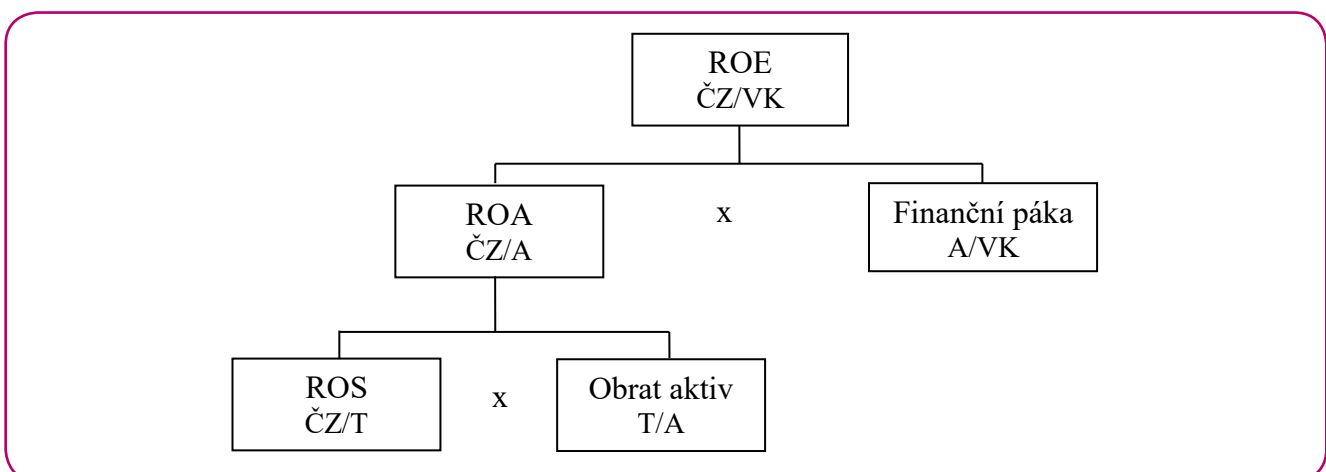 ROE
ČZ/VK
ROA
ČZ/A
x
Finanční páka
A/VK
ROS
ČZ/T
x
Obrat aktiv
T/A